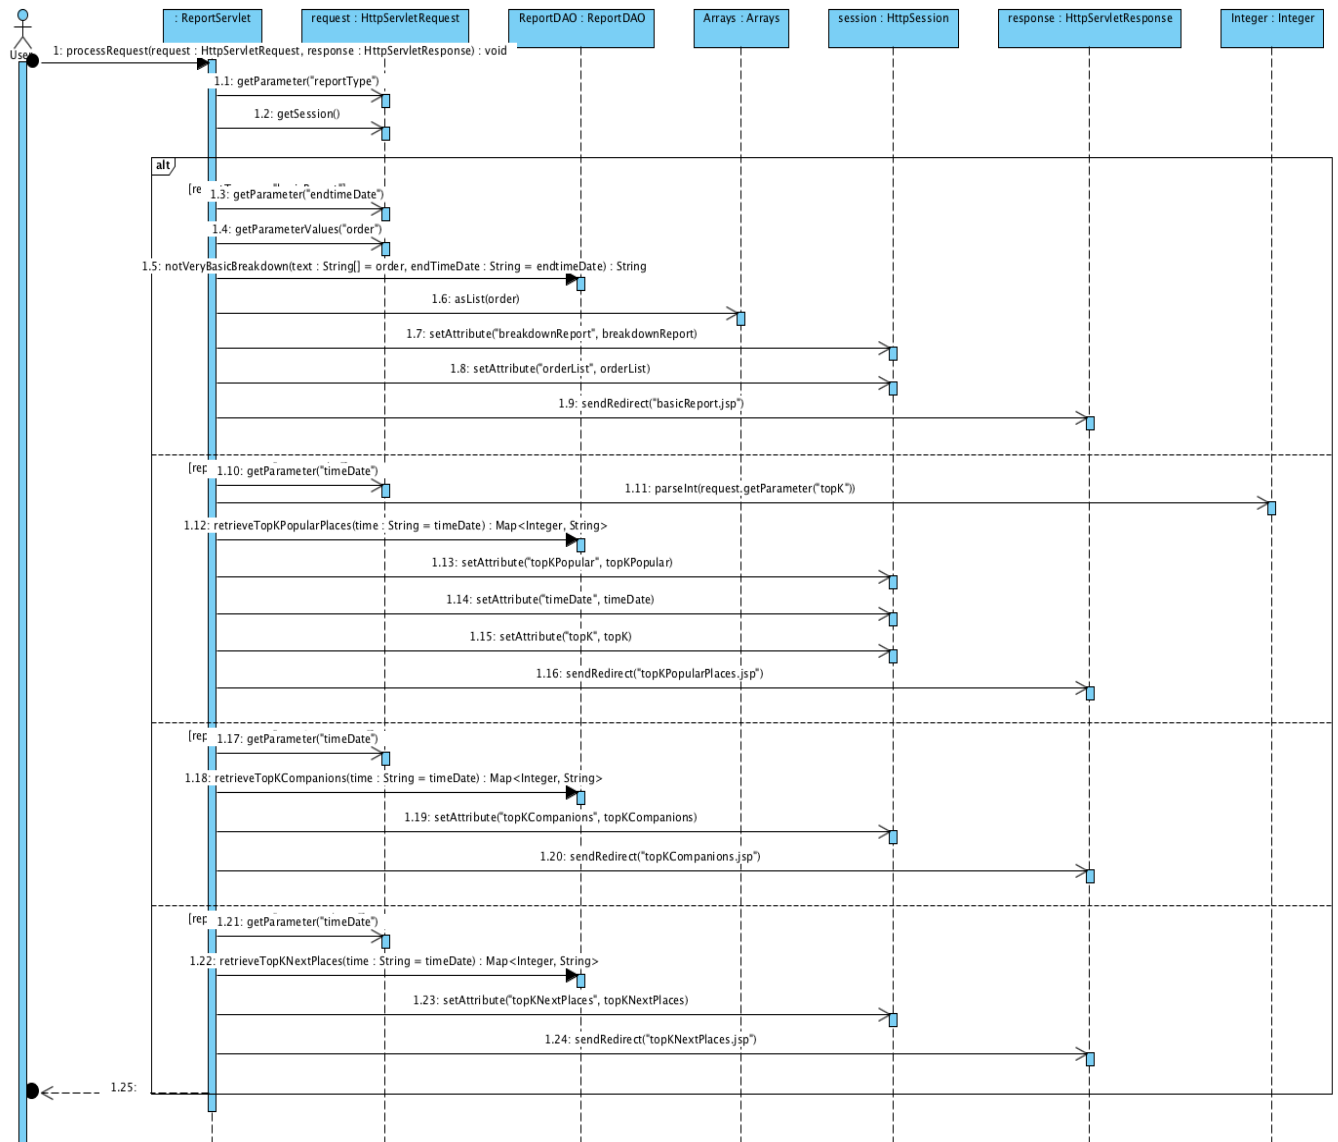 : ReportServlet
request : HttpServletRequest
ReportDAO : ReportDAO
Arrays : Arrays
session : HttpSession
response : HttpServletResponse
Integer : Integer
User
1: processRequest(request : HttpServletRequest, response : HttpServletResponse) : void
1.1: getParameter("reportType")
1.2: getSession()
alt
1.3: getParameter("endtimeDate")
1.4: getParameterValues("order")
1.5: notVeryBasicBreakdown(text : String[] = order, endTimeDate : String = endtimeDate) : String
1.6: asList(order)
1.7: setAttribute("breakdownReport", breakdownReport)
1.8: setAttribute("orderList", orderList)
1.9: sendRedirect("basicReport.jsp")
[rep
1.10: getParameter("timeDate")
1.11: parseInt(request.getParameter("topK"))
1.12: retrieveTopKPopularPlaces(time : String = timeDate) : Map<Integer, String>
1.13: setAttribute("topKPopular", topKPopular)
1.14: setAttribute("timeDate", timeDate)
1.15: setAttribute("topK", topK)
1.16: sendRedirect("topKPopularPlaces.jsp")
[rep
1.17: getParameter("timeDate")
1.18: retrieveTopKCompanions(time : String = timeDate) : Map<Integer, String>
1.19: setAttribute("topKCompanions", topKCompanions)
1.20: sendRedirect("topKCompanions.jsp")
[rep
1.21: getParameter("timeDate")
1.22: retrieveTopKNextPlaces(time : String = timeDate) : Map<Integer, String>
1.23: setAttribute("topKNextPlaces", topKNextPlaces)
1.24: sendRedirect("topKNextPlaces.jsp")
1.25: